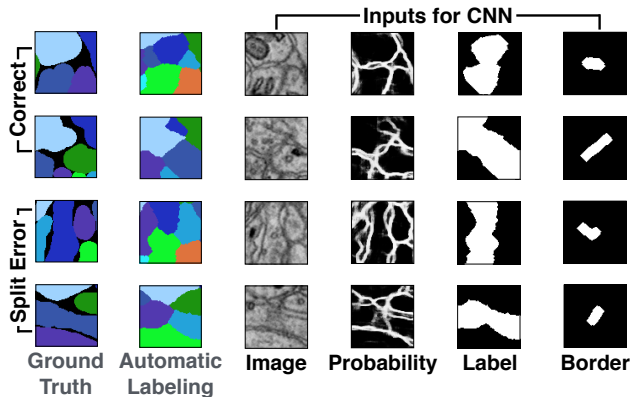 Inputs for CNN
Correct
Split Error
Ground Truth
Automatic Labeling
Image
Probability
Label
Border